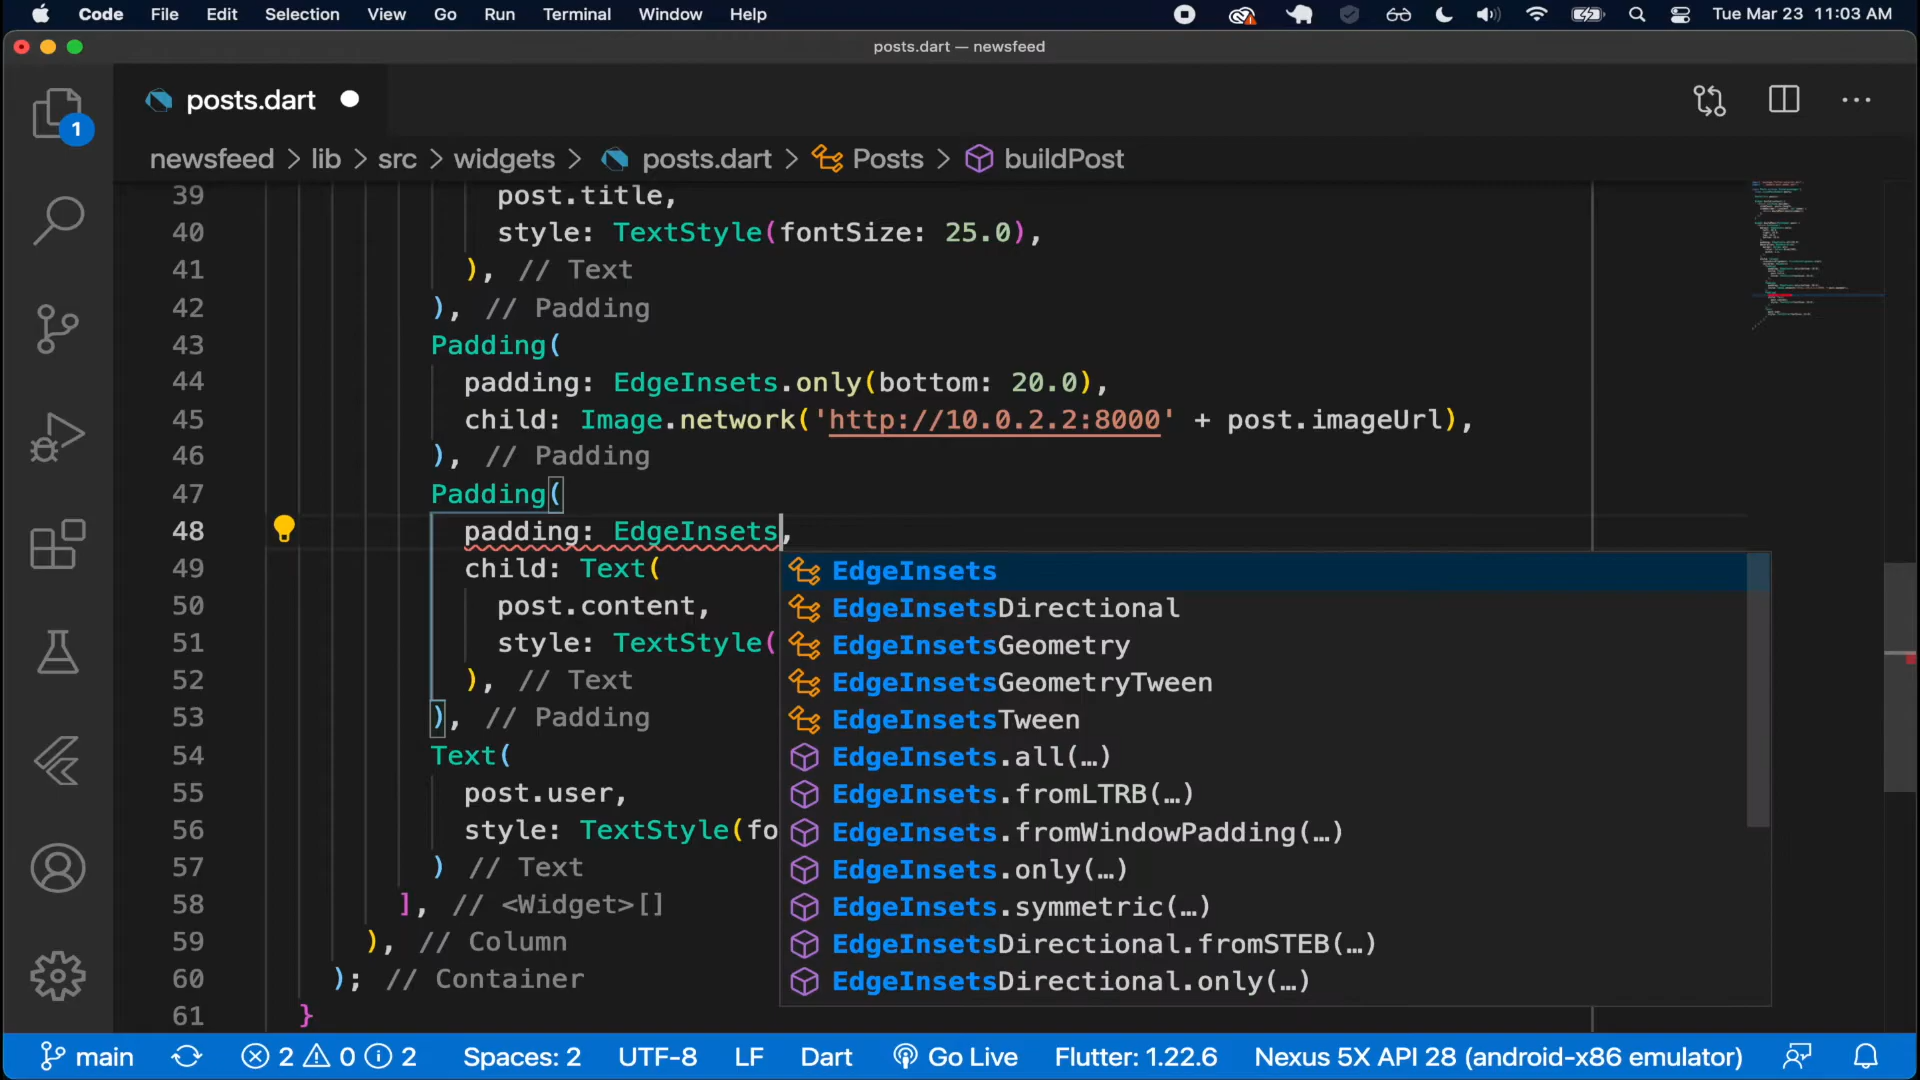 Code File Edit Selection View Go Run Terminal Window Help Tue Mar 23 11:03 AM
posts.dart — newsfeed
posts.dart
newsfeed > lib > src > widgets > posts.dart > Posts > buildPost
1
39 post.title,
40 style: TextStyle(fontSize: 25.0),
41 ), // Text
42 ), // Padding
43 Padding(
44 padding: EdgeInsets.only(bottom: 20.0),
45 child: Image.network('http://10.0.2.2:8000' + post.imageUrl),
46 ), // Padding
47 Padding(
48 padding: EdgeInsets,
49 child: Text(
50 post.content,
51 style: TextStyle(
52 ), // Text
53 ), // Padding
54 Text(
55 post.user,
56 style: TextStyle(fo
57 ) // Text
58 ], // <Widget>[]
59 ), // Column
60 ); // Container
61 }
EdgeInsets
EdgeInsetsDirectional
EdgeInsetsGeometry
EdgeInsetsGeometryTween
EdgeInsetsTween
EdgeInsets.all(…)
EdgeInsets.fromLTRB(…)
EdgeInsets.fromWindowPadding(…)
EdgeInsets.only(…)
EdgeInsets.symmetric(…)
EdgeInsetsDirectional.fromSTEB(…)
EdgeInsetsDirectional.only(…)
main 2 0 2 Spaces: 2 UTF-8 LF Dart Go Live Flutter: 1.22.6 Nexus 5X API 28 (android-x86 emulator)